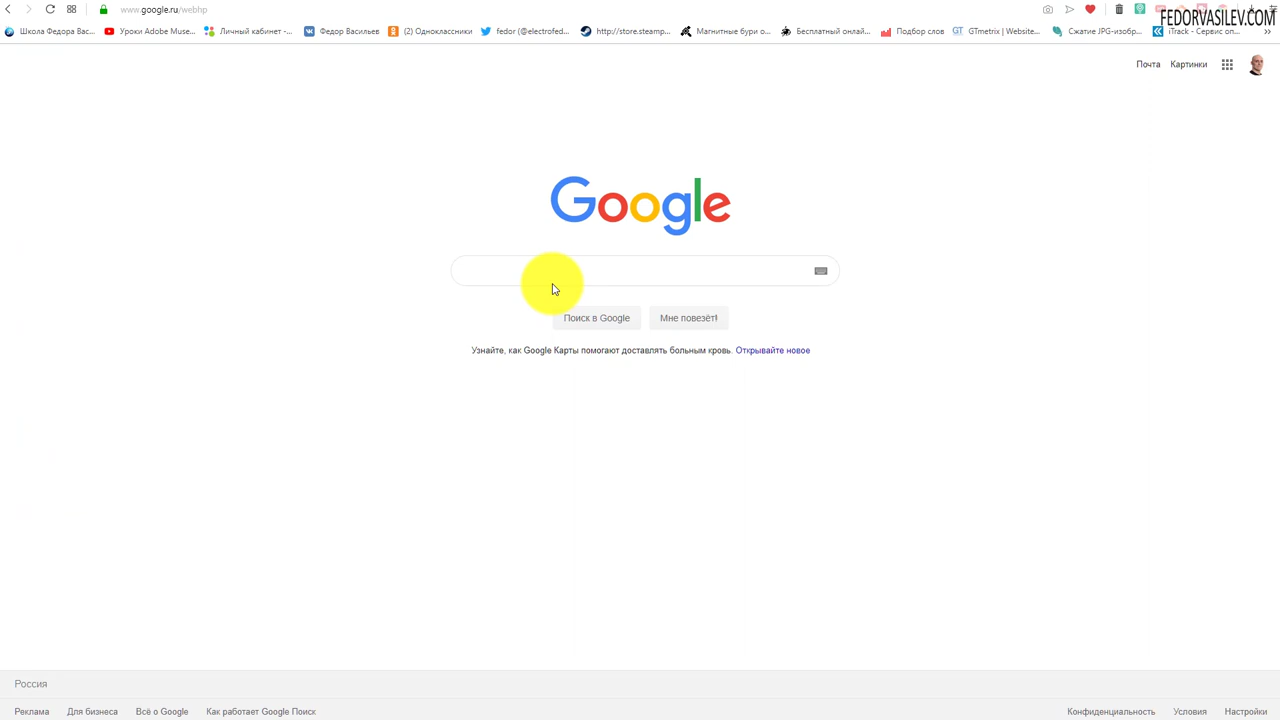 www.google.ru/webhp
FEDORVASILEV.COM
Школа Федора Вас...
Уроки Adobe Muse...
Личный кабинет -...
Федор Васильев
(2) Одноклассники
fedor (@electrofed...
http://store.steamp...
Магнитные бури о...
Бесплатный онлай...
Подбор слов
GTmetrix | Website...
Сжатие JPG-изобр...
iTrack - Сервис оп...
Почта
Картинки
Google
Поиск в Google
Мне повезёт!
Узнайте, как Google Карты помогают доставлять больным кровь. Открывайте новое
Россия
Реклама
Для бизнеса
Всё о Google
Как работает Google Поиск
Конфиденциальность
Условия
Настройки